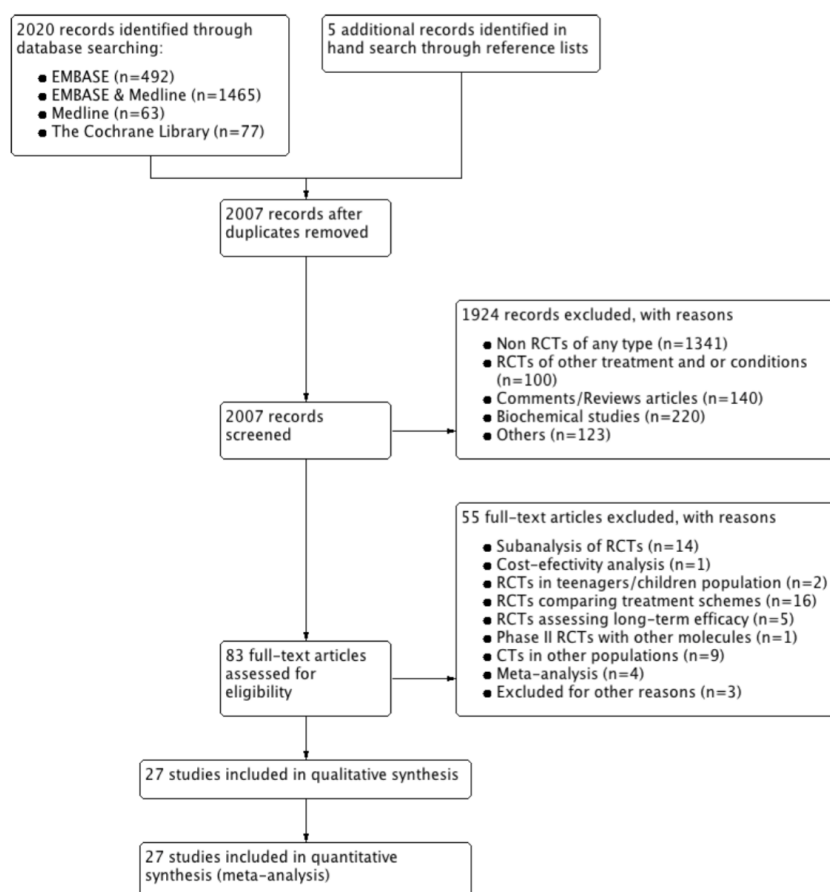 2020 records identified through
database searching:
● EMBASE (n=492)
● EMBASE & Medline (n=1465)
● Medline (n=63)
● The Cochrane Library (n=77)
5 additional records identified in
hand search through reference lists
2007 records after
duplicates removed
1924 records excluded, with reasons
● Non RCTs of any type (n=1341)
● RCTs of other treatment and or conditions
(n=100)
● Comments/Reviews articles (n=140)
● Biochemical studies (n=220)
● Others (n=123)
2007 records
screened
55 full-text articles excluded, with reasons
● Subanalysis of RCTs (n=14)
● Cost-efectivity analysis (n=1)
● RCTs in teenagers/children population (n=2)
● RCTs comparing treatment schemes (n=16)
● RCTs assessing long-term efficacy (n=5)
● Phase II RCTs with other molecules (n=1)
● CTs in other populations (n=9)
● Meta-analysis (n=4)
● Excluded for other reasons (n=3)
83 full-text articles
assessed for
eligibility
27 studies included in qualitative synthesis
27 studies included in quantitative
synthesis (meta-analysis)